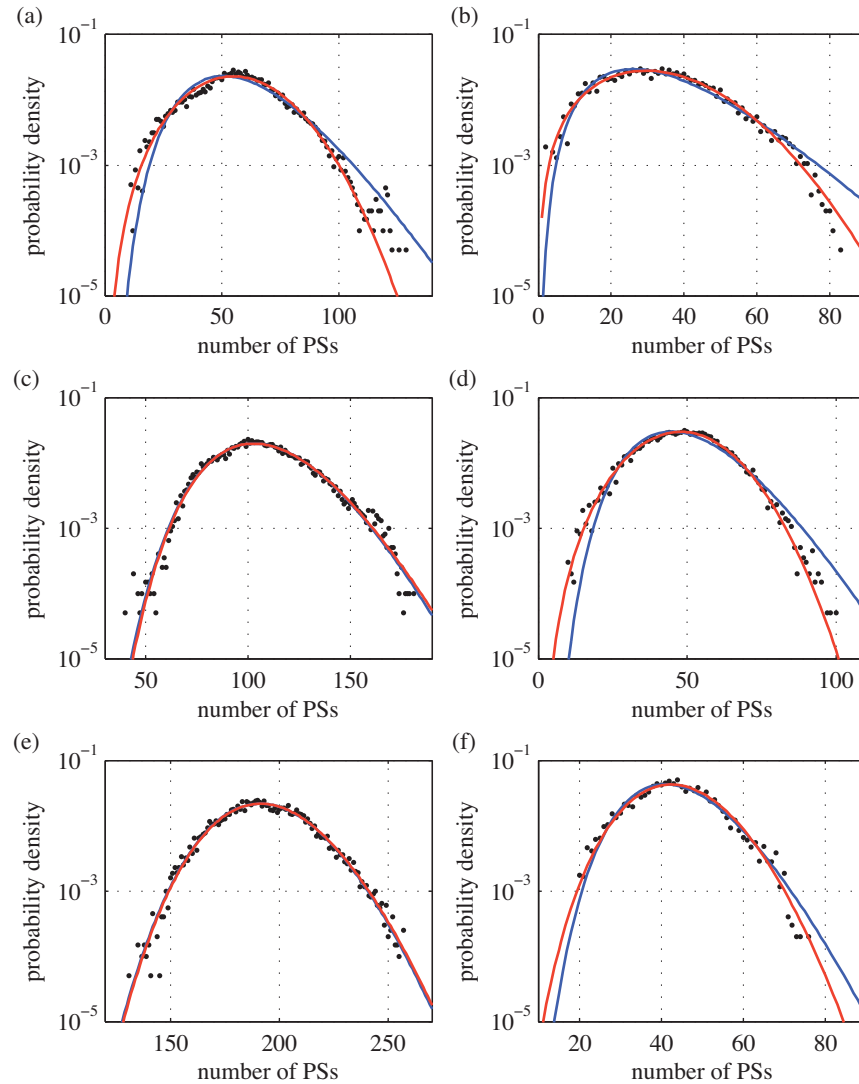 (a)
(b)
10⁻¹
10⁻³
10⁻⁵
probability density
0
50
100
number of PSs
10⁻¹
10⁻³
10⁻⁵
probability density
0
20
40
60
80
number of PSs
(c)
(d)
10⁻¹
10⁻³
10⁻⁵
probability density
50
100
150
number of PSs
10⁻¹
10⁻³
10⁻⁵
probability density
0
50
100
number of PSs
(e)
(f)
10⁻¹
10⁻³
10⁻⁵
probability density
150
200
250
number of PSs
10⁻¹
10⁻³
10⁻⁵
probability density
20
40
60
80
number of PSs